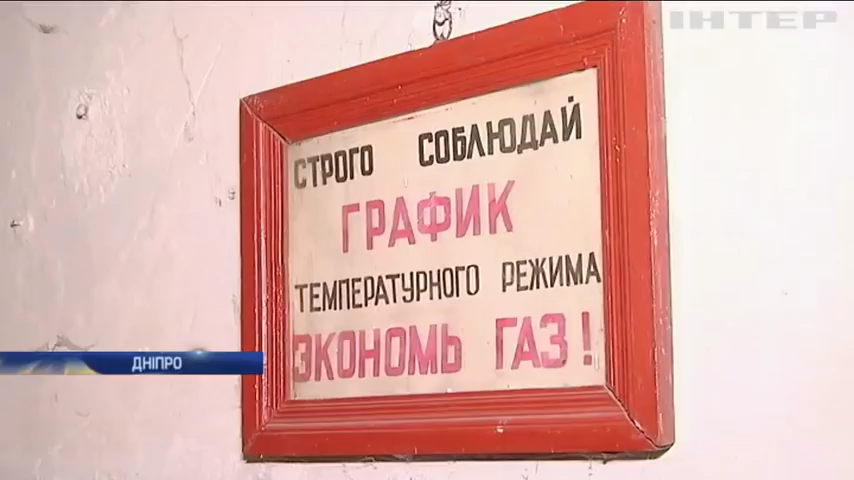 ІНТЕР
СТРОГО СОБЛЮДАЙ
ГРАФИК
ТЕМПЕРАТУРНОГО РЕЖИМА
ЭКОНОМЬ ГАЗ!
ДНІПРО